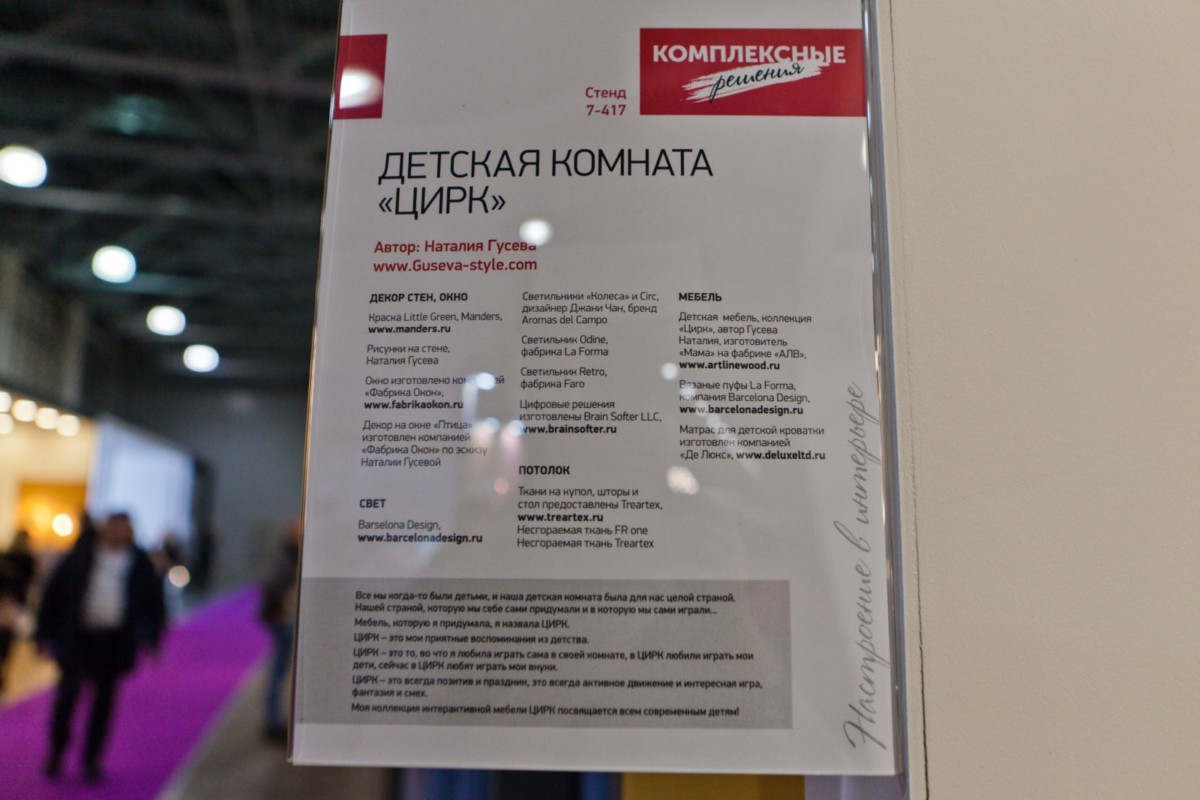 КОМПЛЕКСНЫЕ
решения
Стенд
7-417
ДЕТСКАЯ КОМНАТА
«ЦИРК»
Автор: Наталия Гусева
www.Guseva-style.com
ДЕКОР СТЕН, ОКНО
Краска Little Green, Manders,
www.manders.ru
Рисунки на стене,
Наталия Гусева
Окно изготовлено компанией
«Фабрика Окон»,
www.fabrikaokon.ru
Декор на окне «Птица»
изготовлен компанией
«Фабрика Окон» по эскизу
Наталии Гусевой
СВЕТ
Barselona Design,
www.barcelonadesign.ru
Светильники «Колеса» и Circ,
дизайнер Джани Чан, бренд
Aromas del Campo
Светильник Odine,
фабрика La Forma
Светильник Retro,
фабрика Faro
Цифровые решения
изготовлены Brain Softer LLC,
www.brainsofter.ru
ПОТОЛОК
Ткани на купол, шторы и
стол предоставлены Treartex,
www.treartex.ru
Несгораемая ткань FR one
Несгораемая ткань Treartex
МЕБЕЛЬ
Детская мебель, коллекция
«Цирк», автор Гусева
Наталия, изготовитель
«Мама» на фабрике «АЛВ»,
www.artlinewood.ru
Вязаные пуфы La Forma,
компания Barcelona Design,
www.barcelonadesign.ru
Матрас для детской кроватки
изготовлен компанией
«Де Люкс», www.deluxeltd.ru
Все мы когда-то были детьми, и наша детская комната была для нас целой страной.
Нашей страной, которую мы себе сами придумали и в которую мы сами играли...
Мебель, которую я придумала, я назвала ЦИРК.
ЦИРК – это мои приятные воспоминания из детства.
ЦИРК – это то, во что я любила играть сама в своей комнате, в ЦИРК любили играть мои
дети, сейчас в ЦИРК любят играть мои внуки.
ЦИРК – это всегда позитив и праздник, это всегда активное движение и интересная игра,
фантазия и смех.
Моя коллекция интерактивной мебели ЦИРК посвящается всем современным детям!
Настроение в интерьере